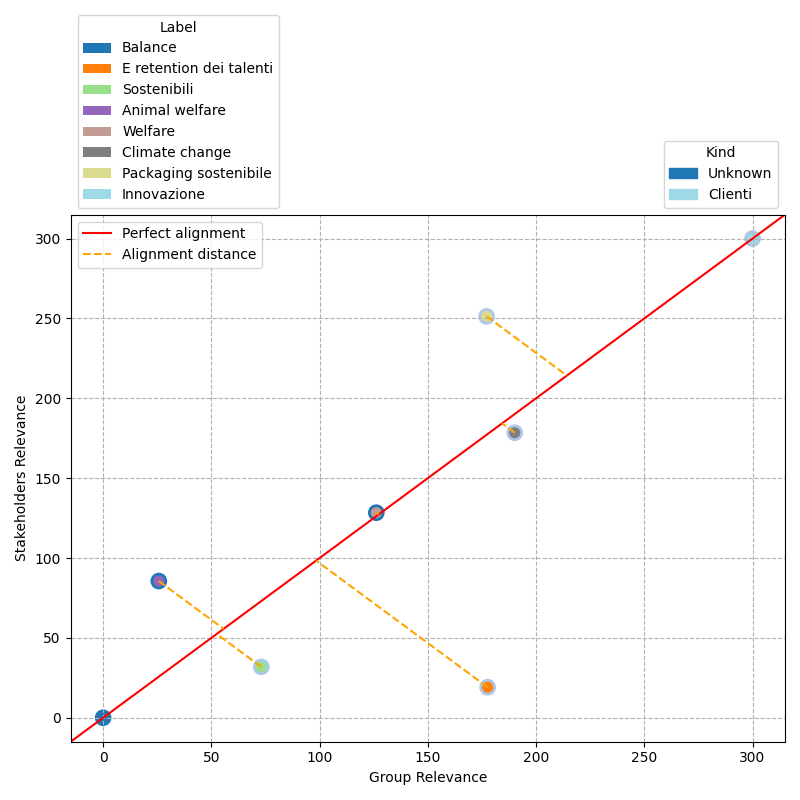 Label
Balance
E retention dei talenti
Sostenibili
Animal welfare
Welfare
Climate change
Packaging sostenibile
Innovazione
Kind
Unknown
Clienti
Perfect alignment
Alignment distance
300
250
200
150
100
50
0
Stakeholders Relevance
0 50 100 150 200 250 300
Group Relevance